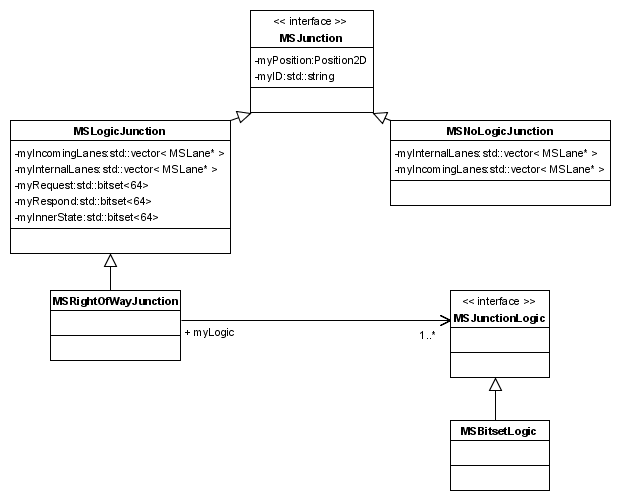 << interface >>
MSJunction
-myPosition:Position2D
-myID:std::string
MSLogicJunction
-myIncomingLanes:std::vector< MSLane* >
-myInternalLanes:std::vector< MSLane* >
-myRequest:std::bitset<64>
-myRespond:std::bitset<64>
-myInnerState:std::bitset<64>
MSNoLogicJunction
-myInternalLanes:std::vector< MSLane* >
-myIncomingLanes:std::vector< MSLane* >
MSRightOfWayJunction
+ myLogic
1..*
<< interface >>
MSJunctionLogic
MSBitsetLogic